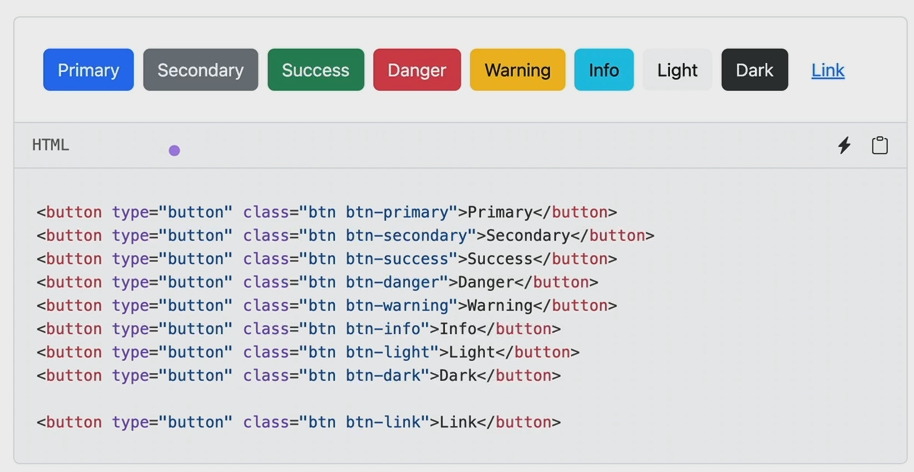 Primary Secondary Success Danger Warning Info Light Dark Link
HTML
<button type="button" class="btn btn-primary">Primary</button>
<button type="button" class="btn btn-secondary">Secondary</button>
<button type="button" class="btn btn-success">Success</button>
<button type="button" class="btn btn-danger">Danger</button>
<button type="button" class="btn btn-warning">Warning</button>
<button type="button" class="btn btn-info">Info</button>
<button type="button" class="btn btn-light">Light</button>
<button type="button" class="btn btn-dark">Dark</button>
<button type="button" class="btn btn-link">Link</button>